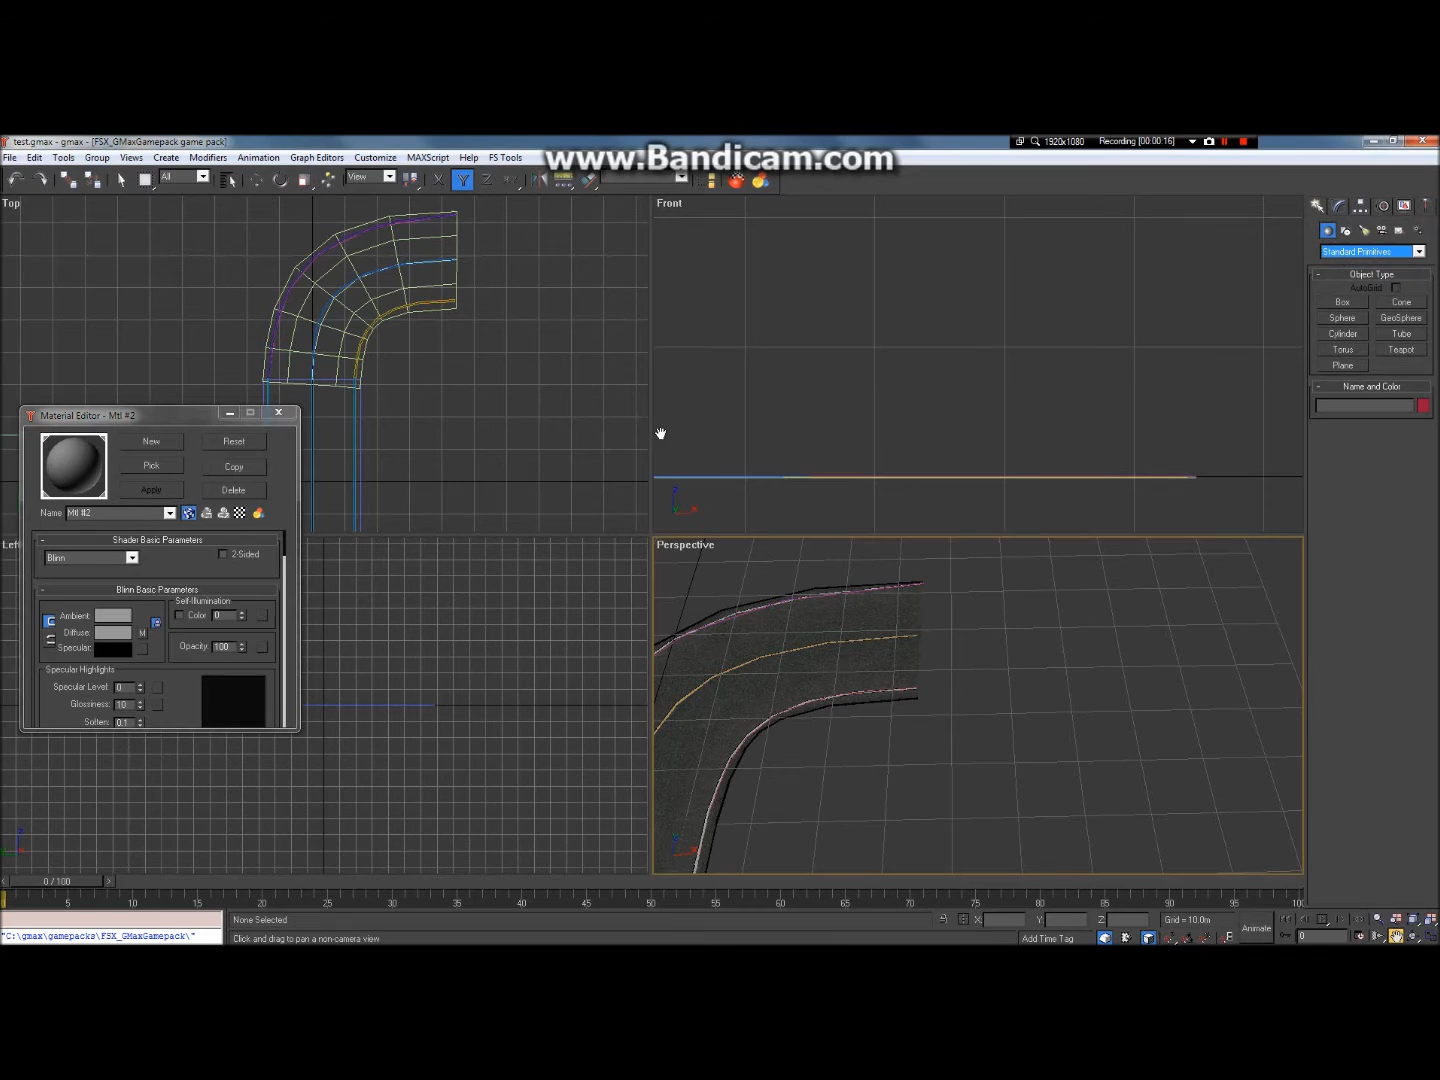 test.gmax - gmax - [FSX_GMaxGamepack game pack]
1920x1080 Recording [00:00:16]
www.Bandicam.com
File Edit Tools Group Views Create Modifiers Animation Graph Editors Customize MAXScript Help FS Tools
All View X Y Z
Top
Front
Standard Primitives
- Object Type
AutoGrid
Box Cone
Sphere GeoSphere
Cylinder Tube
Torus Teapot
Plane
- Name and Color
Material Editor - Mtl #2
New Reset
Pick Copy
Apply Delete
Name Mtl #2
- Shader Basic Parameters
Blinn 2-Sided
- Blinn Basic Parameters
Self-Illumination
Ambient: Color 0
Diffuse: M
Specular: Opacity: 100
Specular Highlights
Specular Level: 0
Glossiness: 10
Soften: 0.1
Left
Perspective
0 / 100
5 10 15 20 25 30 35 40 45 50 55 60 65 70 75 80 85 90 95 100
None Selected X: Y: Z: Grid = 10.0m
"C:\gmax\gamepacks\FSX_GMaxGamepack\"
Click and drag to pan a non-camera view Add Time Tag Animate 0